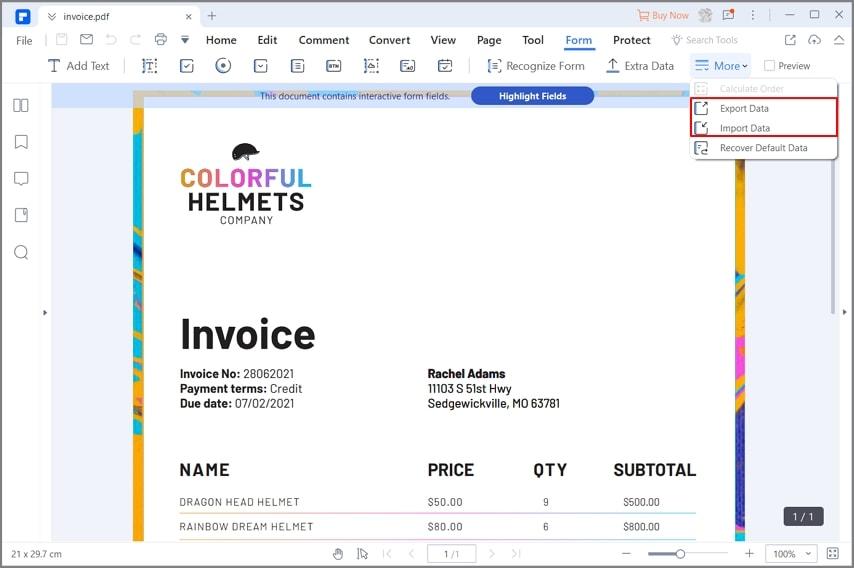 invoice.pdf
Buy Now
File
Home Edit Comment Convert View Page Tool Form Protect Search Tools
Add Text
BTN
Recognize Form
Extra Data
More
Preview
This document contains interactive form fields.
Highlight Fields
Calculate Order
Export Data
Import Data
Recover Default Data
COLORFUL
HELMETS
COMPANY
Invoice
Invoice No: 28062021
Payment terms: Credit
Due date: 07/02/2021
Rachel Adams
11103 S 51st Hwy
Sedgewickville, MO 63781
NAME PRICE QTY SUBTOTAL
DRAGON HEAD HELMET $50.00 9 $500.00
RAINBOW DREAM HELMET $80.00 6 $800.00
1 / 1
21 x 29.7 cm
1 /1
100%